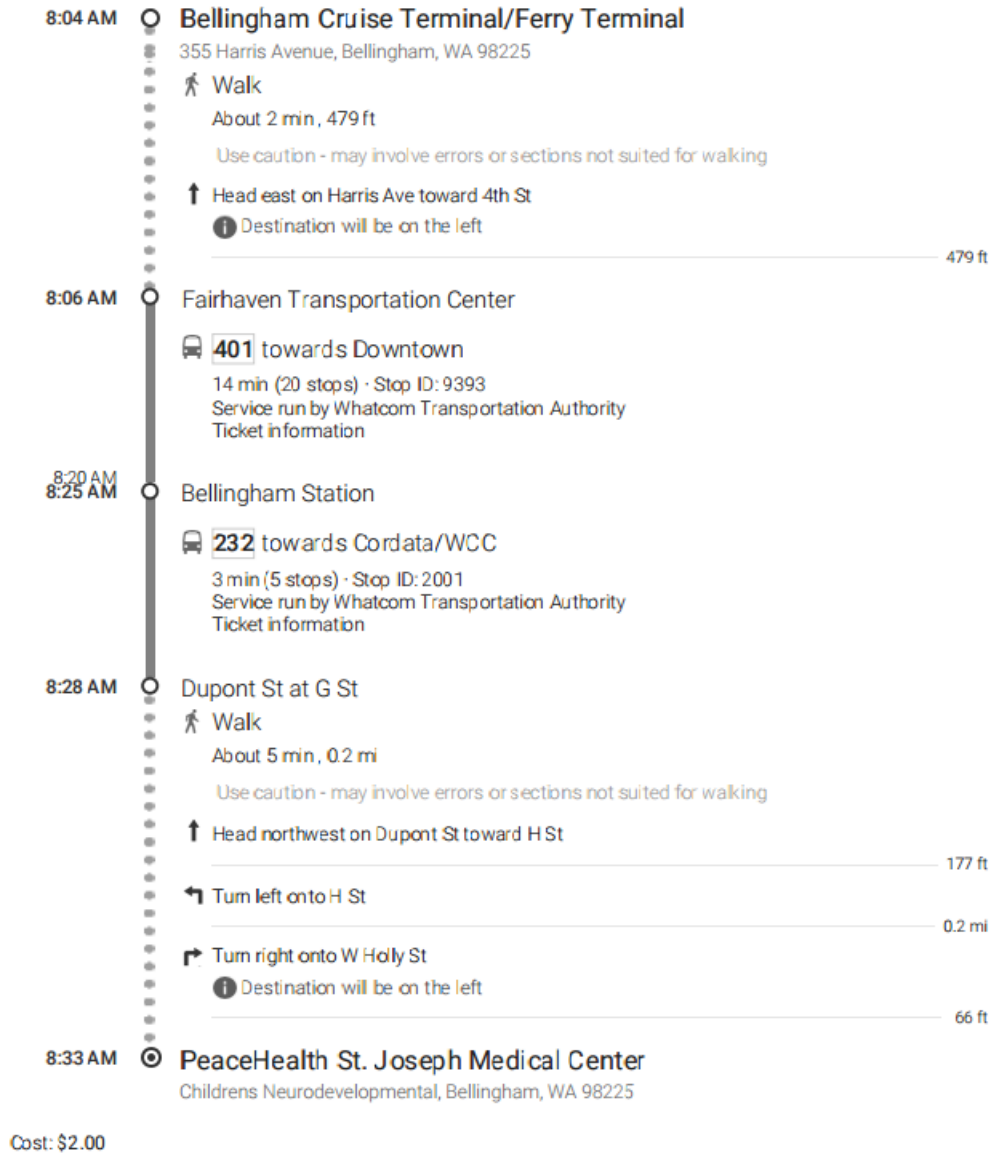 8:04 AM Bellingham Cruise Terminal/Ferry Terminal
355 Harris Avenue, Bellingham, WA 98225
Walk
About 2 min , 479 ft
Use caution - may involve errors or sections not suited for walking
Head east on Harris Ave toward 4th St
Destination will be on the left
479 ft
8:06 AM Fairhaven Transportation Center
401 towards Downtown
14 min (20 stops) · Stop ID: 9393
Service run by Whatcom Transportation Authority
Ticket information
8:20 AM
8:25 AM Bellingham Station
232 towards Cordata/WCC
3 min (5 stops) · Stop ID: 2001
Service run by Whatcom Transportation Authority
Ticket information
8:28 AM Dupont St at G St
Walk
About 5 min , 0.2 mi
Use caution - may involve errors or sections not suited for walking
Head northwest on Dupont St toward H St
177 ft
Turn left onto H St
0.2 mi
Turn right onto W Holly St
Destination will be on the left
66 ft
8:33 AM PeaceHealth St. Joseph Medical Center
Childrens Neurodevelopmental, Bellingham, WA 98225
Cost: $2.00